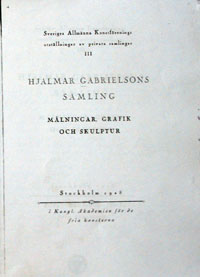 Sveriges Allmänna Konstförenings
utställningar av privata samlingar
III
HJALMAR GABRIELSONS
SAMLING
MÅLNINGAR, GRAFIK
OCH SKULPTUR
Stockholm 1928
i Kungl. Akademien för de
fria konsterna